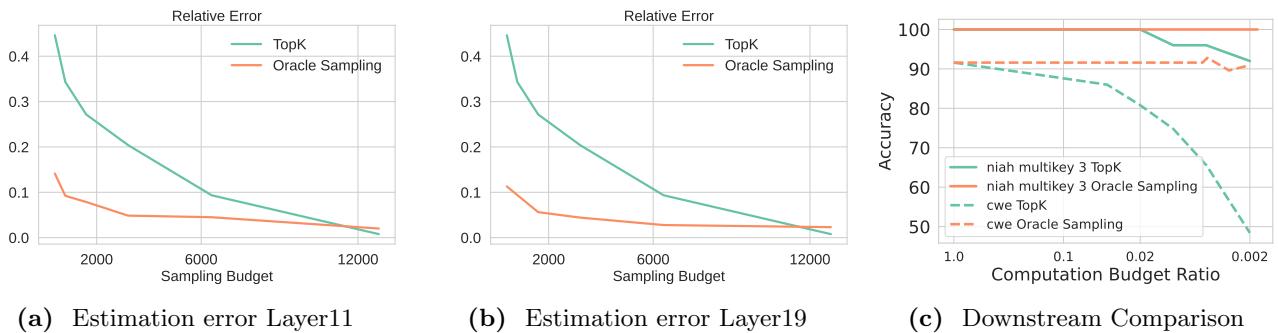 Relative Error
TopK
Oracle Sampling
0.4
0.3
0.2
0.1
0.0
2000 6000 12000
Sampling Budget
(a) Estimation error Layer11
Relative Error
TopK
Oracle Sampling
0.4
0.3
0.2
0.1
0.0
2000 6000 12000
Sampling Budget
(b) Estimation error Layer19
100
90
80
70
60
50
Accuracy
niah multikey 3 TopK
niah multikey 3 Oracle Sampling
cwe TopK
cwe Oracle Sampling
1.0 0.1 0.02 0.002
Computation Budget Ratio
(c) Downstream Comparison